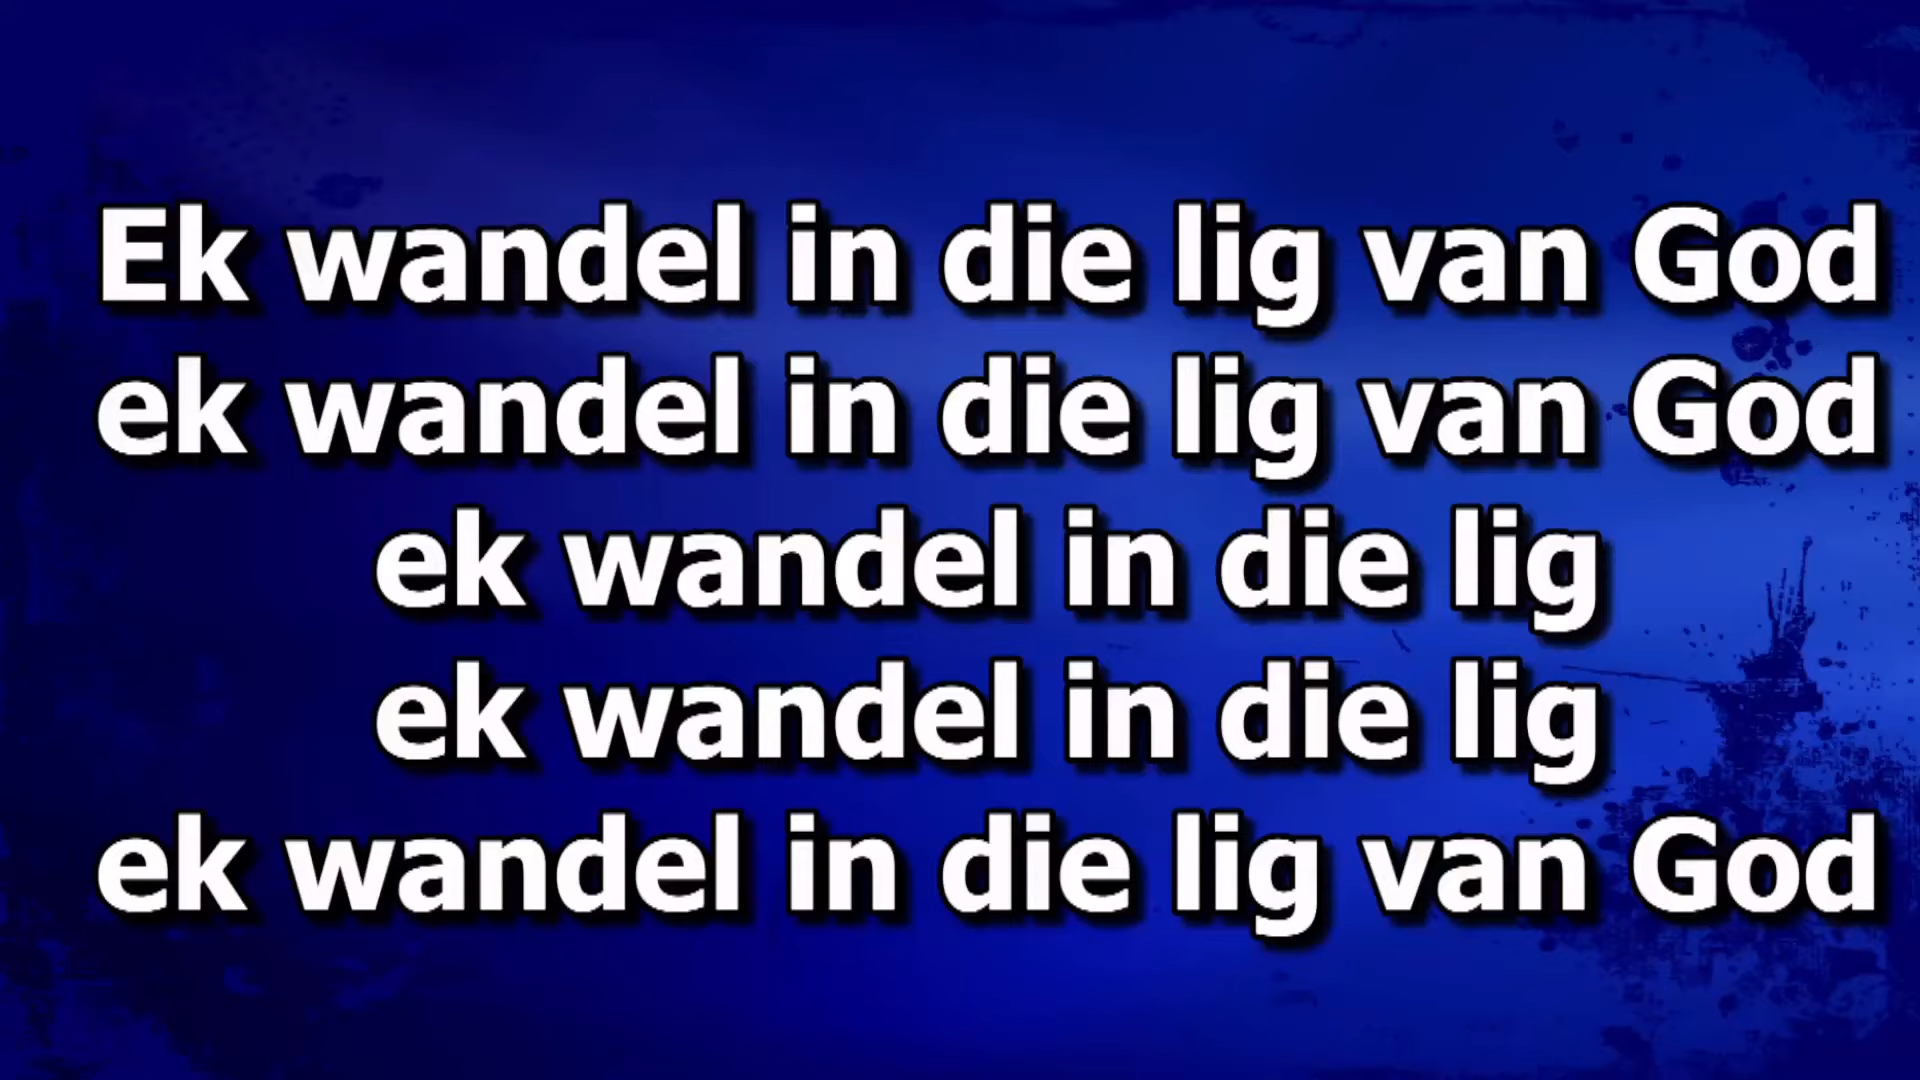 Ek wandel in die lig van God
ek wandel in die lig van God
ek wandel in die lig
ek wandel in die lig
ek wandel in die lig van God